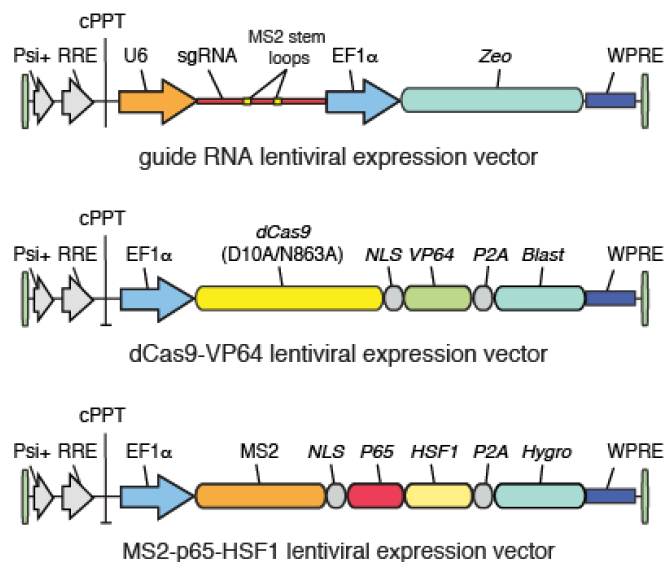 cPPT
Psi+ RRE U6 sgRNA MS2 stem loops EF1α Zeo WPRE
guide RNA lentiviral expression vector
cPPT
Psi+ RRE EF1α dCas9 (D10A/N863A) NLS VP64 P2A Blast WPRE
dCas9-VP64 lentiviral expression vector
cPPT
Psi+ RRE EF1α MS2 NLS P65 HSF1 P2A Hygro WPRE
MS2-p65-HSF1 lentiviral expression vector